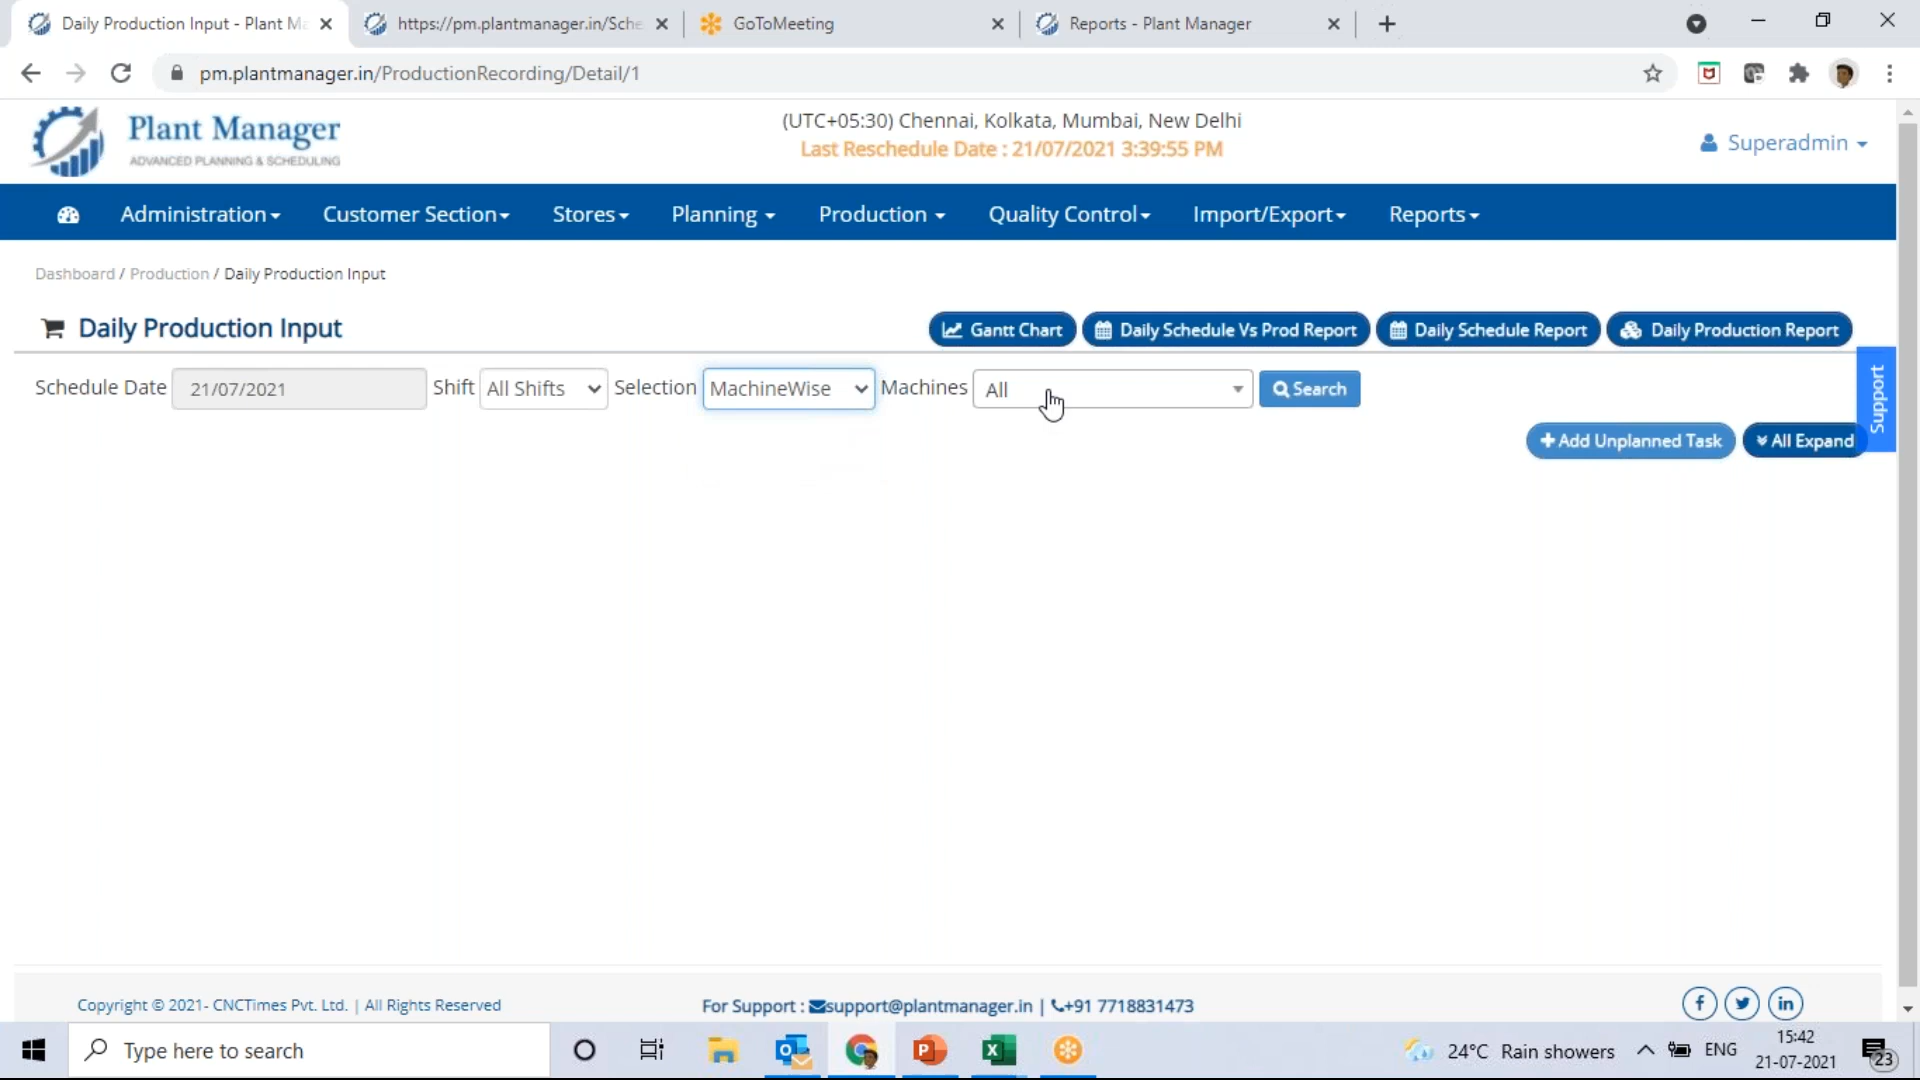 Daily Production Input - Plant Ma
https://pm.plantmanager.in/Sche
GoToMeeting
Reports - Plant Manager
pm.plantmanager.in/ProductionRecording/Detail/1
Plant Manager
ADVANCED PLANNING & SCHEDULING
(UTC+05:30) Chennai, Kolkata, Mumbai, New Delhi
Last Reschedule Date : 21/07/2021 3:39:55 PM
Superadmin
Administration Customer Section Stores Planning Production Quality Control Import/Export Reports
Dashboard / Production / Daily Production Input
Daily Production Input
Gantt Chart
Daily Schedule Vs Prod Report
Daily Schedule Report
Daily Production Report
Schedule Date 21/07/2021 Shift All Shifts Selection MachineWise Machines All Search
Support
+Add Unplanned Task
All Expand
Copyright © 2021- CNCTimes Pvt. Ltd. | All Rights Reserved
For Support : support@plantmanager.in | +91 7718831473
Type here to search
24°C Rain showers
ENG
15:42
21-07-2021
23